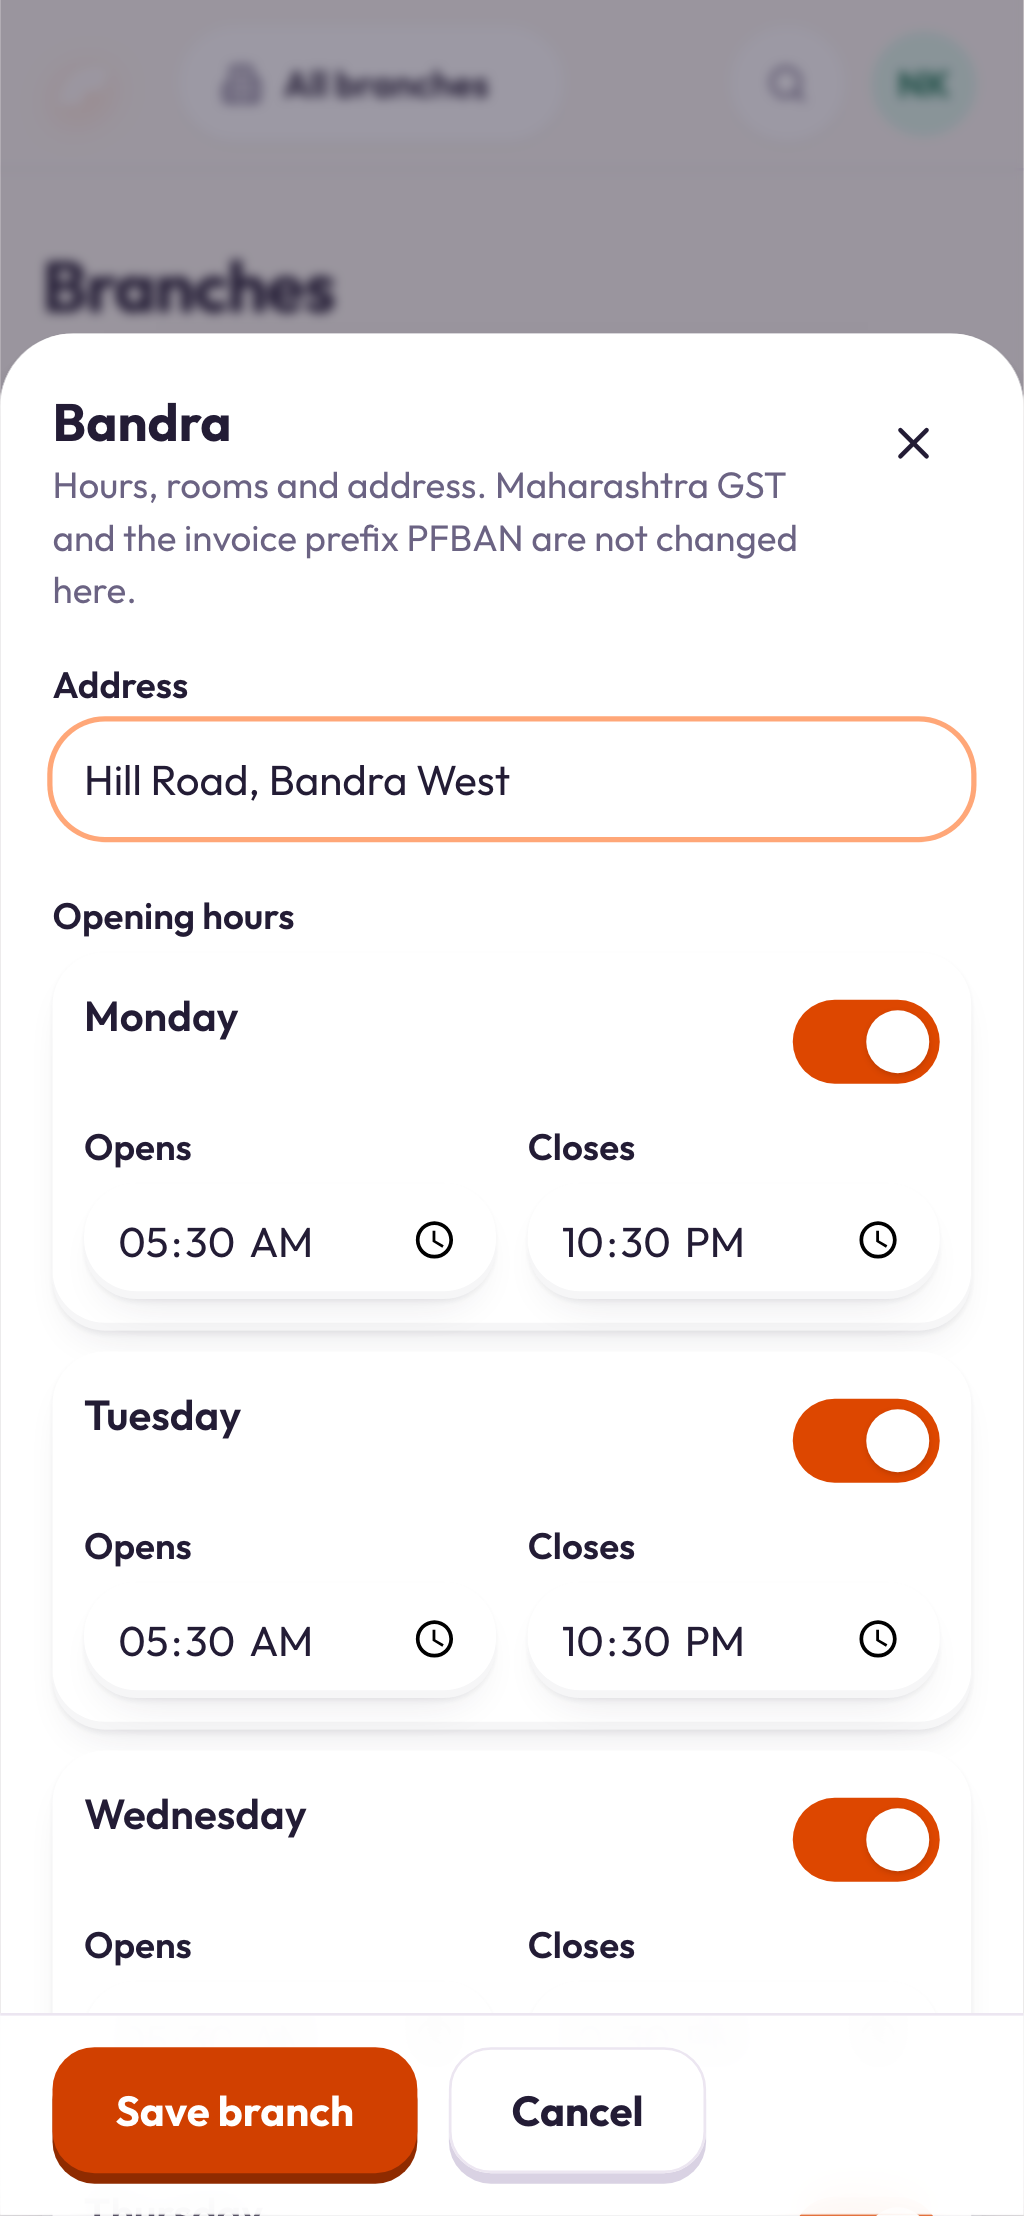 All branches
NK
Branches
Bandra
Hours, rooms and address. Maharashtra GST
and the invoice prefix PFBAN are not changed
here.
Address
Hill Road, Bandra West
Opening hours
Monday
Opens
Closes
05:30 AM
10:30 PM
Tuesday
Opens
Closes
05:30 AM
10:30 PM
Wednesday
Opens
Closes
Save branch
Cancel
Thursday